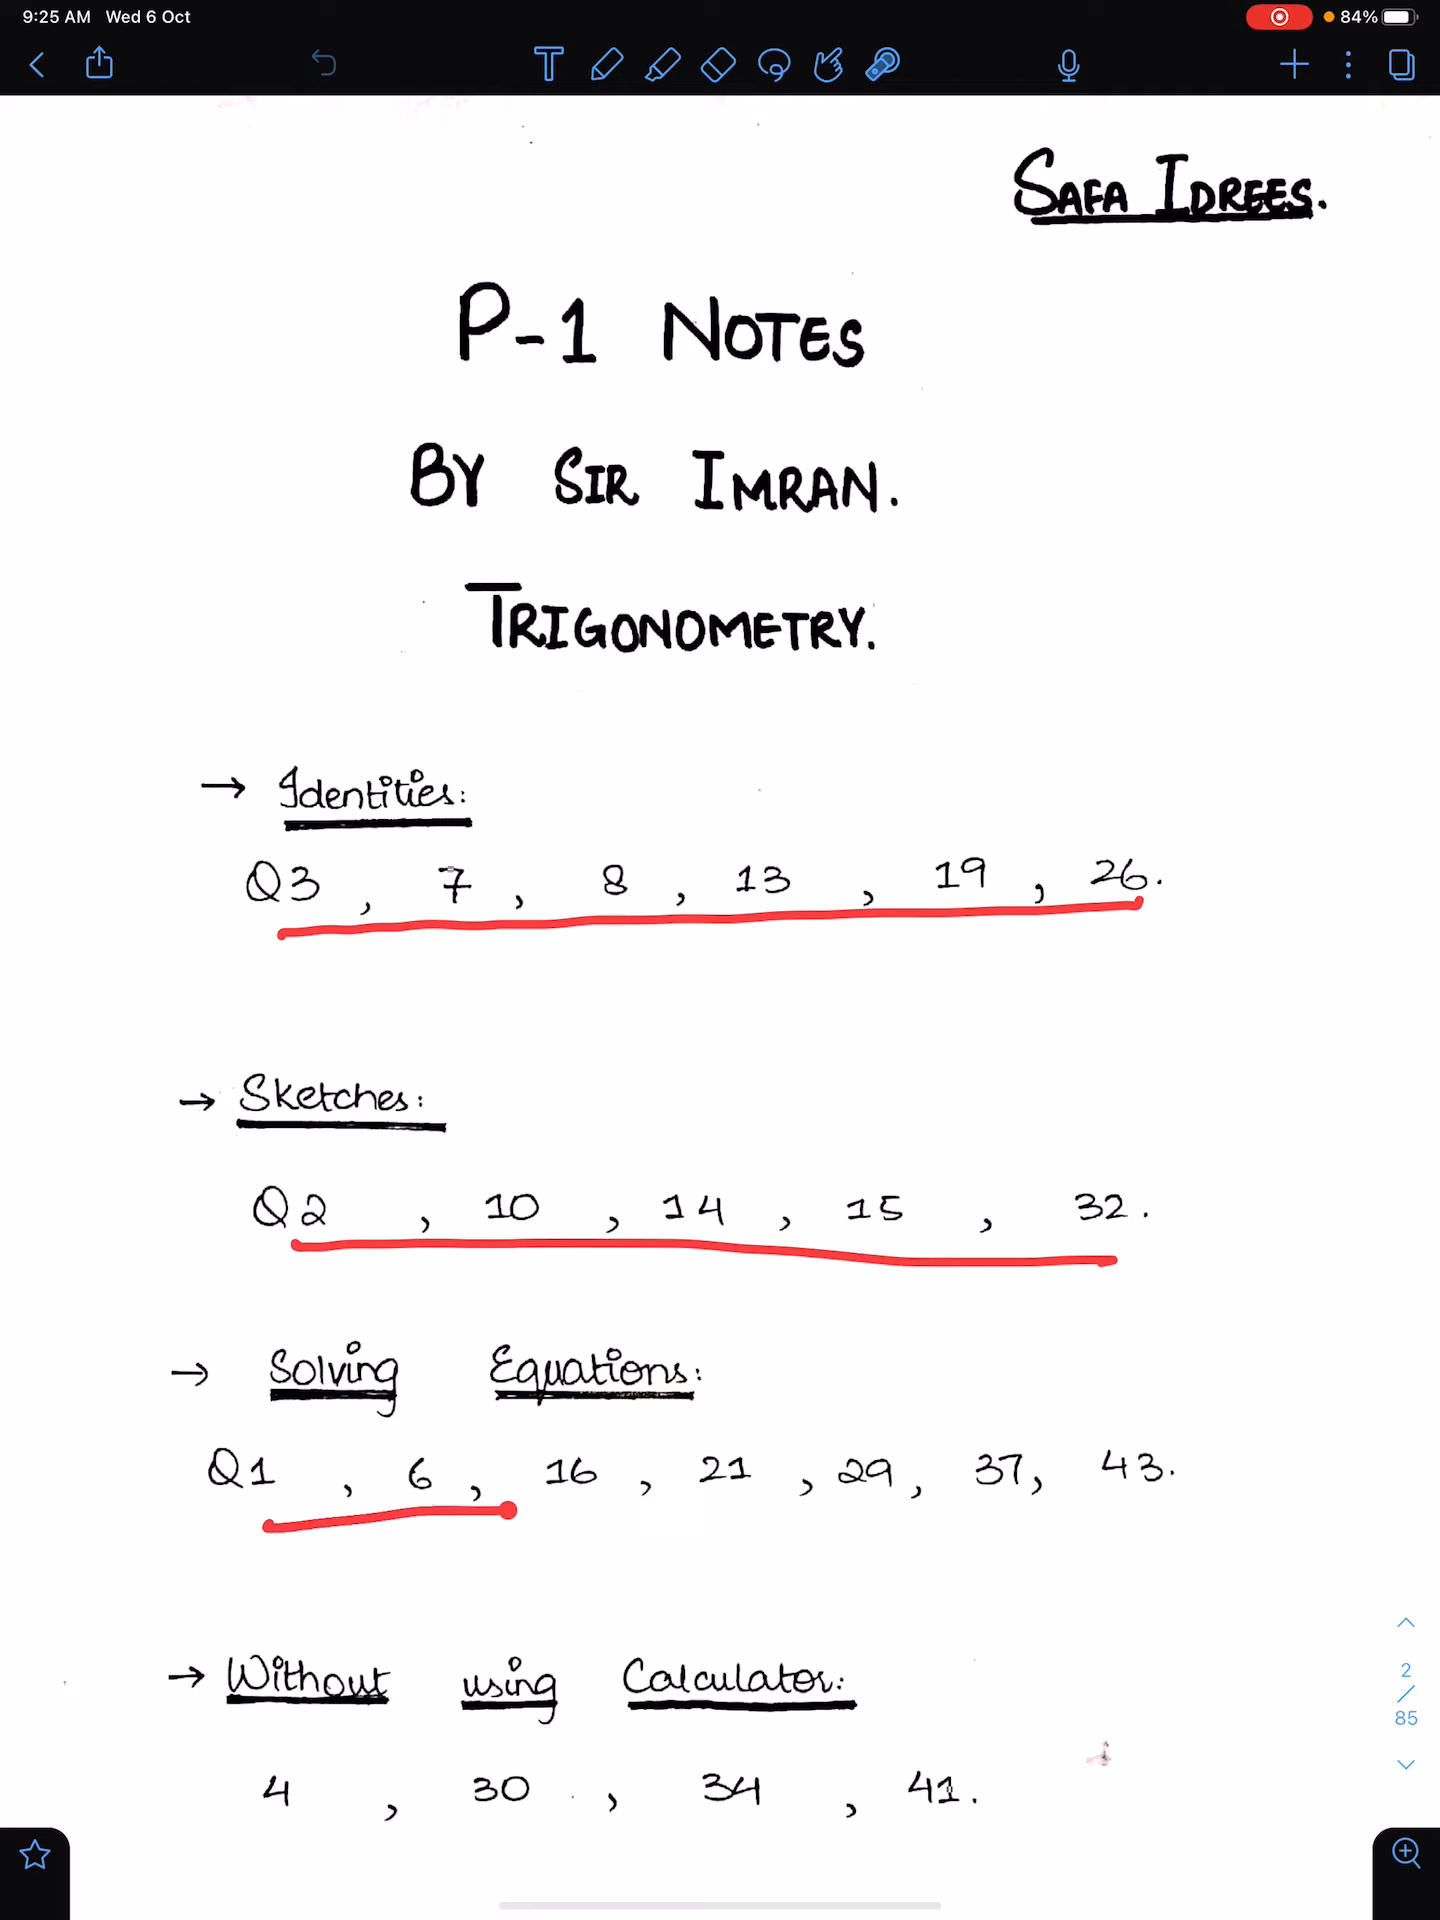 9:25 AM Wed 6 Oct
84%
SAFA IDREES.
P-1 NOTES
BY SIR IMRAN.
TRIGONOMETRY.
→ Identities:
Q3 , 7 , 8 , 13 , 19 , 26.
→ Sketches:
Q2 , 10 , 14 , 15 , 32.
→ Solving Equations:
Q1 , 6 , 16 , 21 , 29 , 37, 43.
→ Without using Calculator:
4 , 30 , 34 , 41.
2
/
85